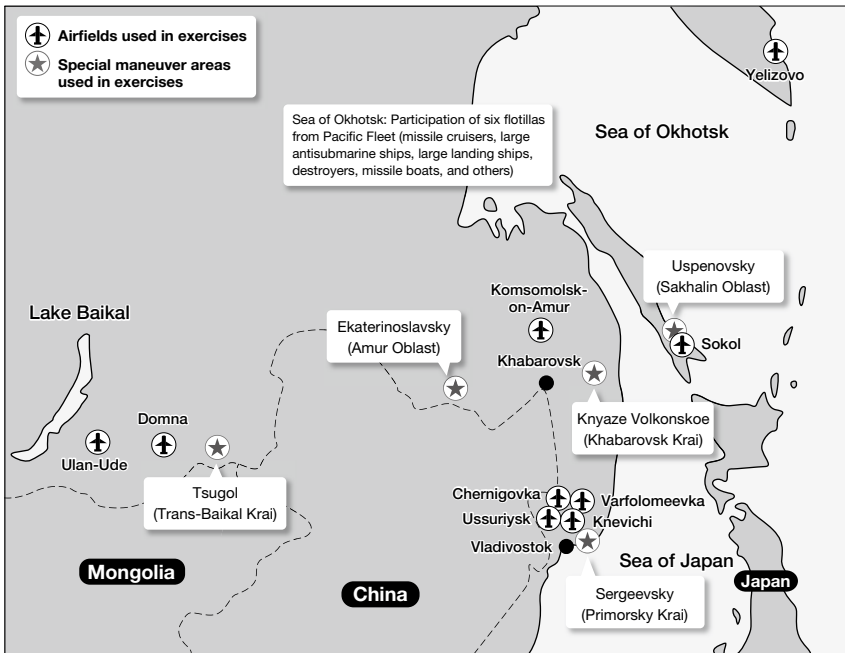 Airfields used in exercises
Special maneuver areas
used in exercises
Yelizovo
Sea of Okhotsk: Participation of six flotillas
from Pacific Fleet (missile cruisers, large
antisubmarine ships, large landing ships,
destroyers, missile boats, and others)
Sea of Okhotsk
Uspenovsky
(Sakhalin Oblast)
Komsomolsk-
on-Amur
Lake Baikal
Ekaterinoslavsky
(Amur Oblast)
Sokol
Khabarovsk
Knyaze Volkonskoe
(Khabarovsk Krai)
Domna
Ulan-Ude
Tsugol
(Trans-Baikal Krai)
Chernigovka
Varfolomeevka
Ussuriysk
Knevichi
Vladivostok
Sea of Japan
Mongolia
China
Japan
Sergeevsky
(Primorsky Krai)